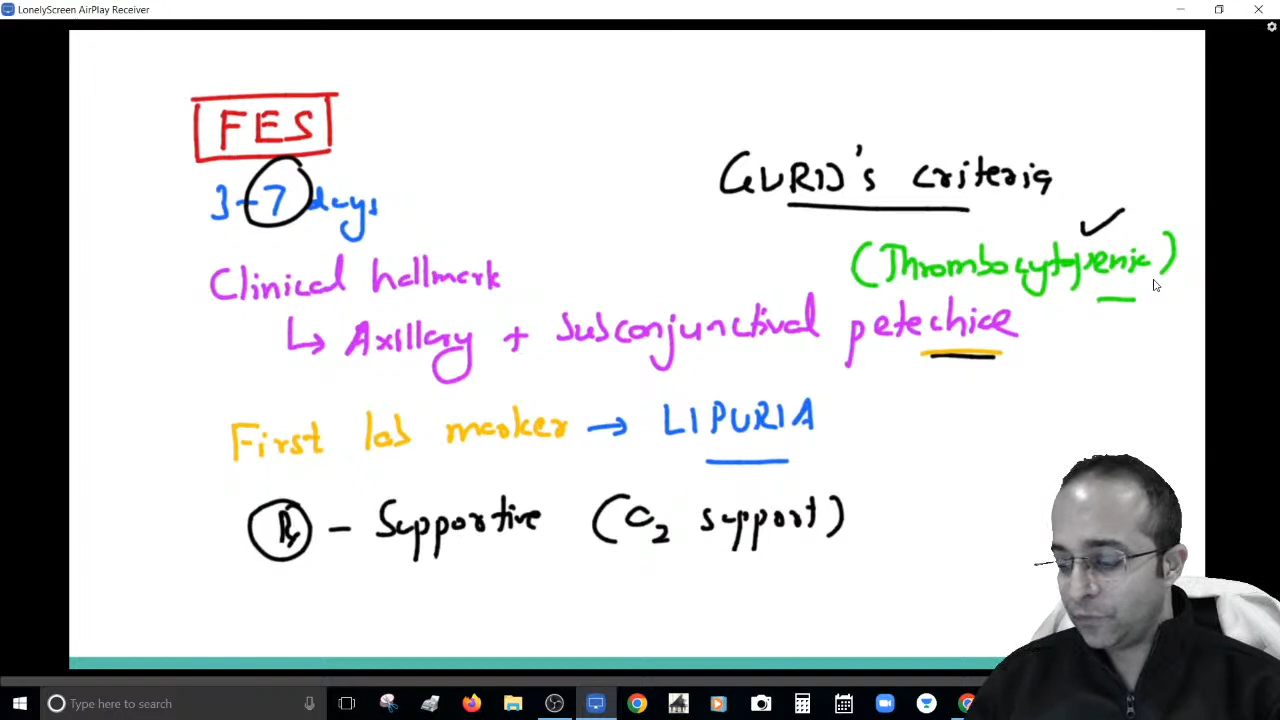 LonelyScreen AirPlay Receiver
FES
3-7 days
GURD's criteria
(Thrombocytopenia)
Clinical hallmark
↳ Axillary + Subconjunctival petechiae
First lab marker → LIPURIA
Rx - Supportive (O2 support)
Type here to search